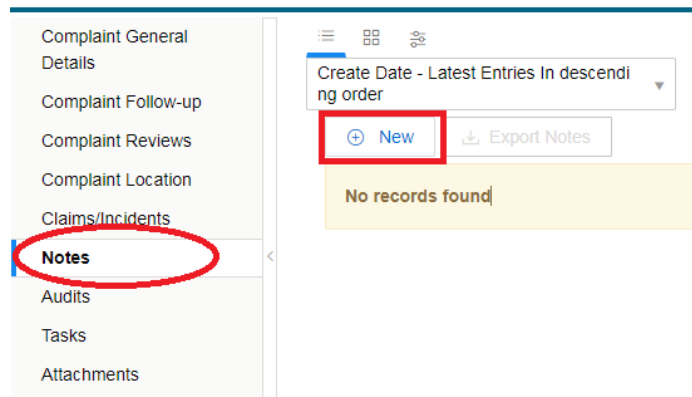 Complaint General
Details
Complaint Follow-up
Complaint Reviews
Complaint Location
Claims/Incidents
Notes
Audits
Tasks
Attachments
Create Date - Latest Entries In descendi
ng order
New
Export Notes
No records found